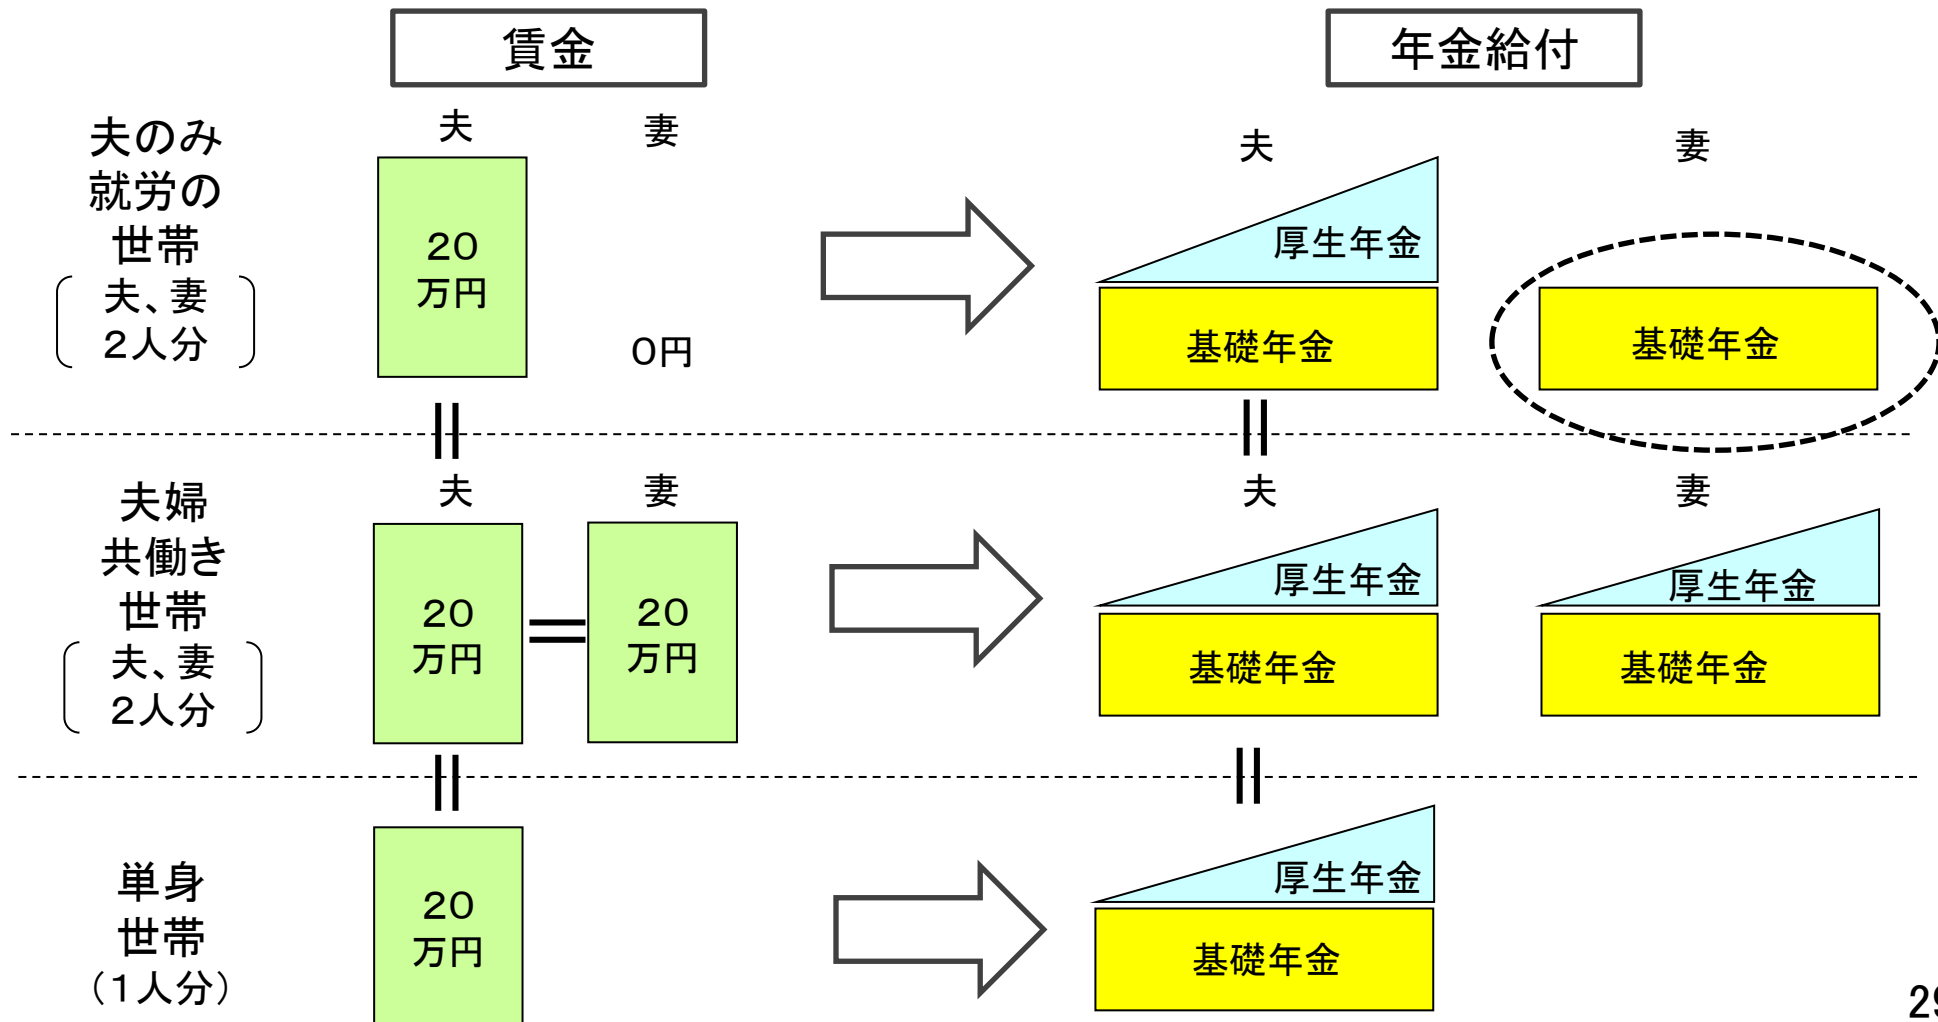 賃金
年金給付
夫のみ
就労の
世帯
夫、妻
2人分
夫
妻
20
万円
0円
夫
妻
厚生年金
基礎年金
基礎年金
夫婦
共働き
世帯
夫、妻
2人分
夫
妻
20
万円
20
万円
夫
妻
厚生年金
厚生年金
基礎年金
基礎年金
単身
世帯
(1人分)
20
万円
厚生年金
基礎年金
29